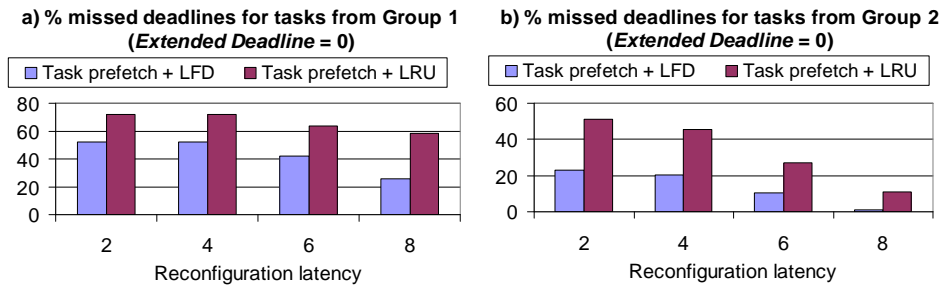 a) % missed deadlines for tasks from Group 1
(Extended Deadline = 0)
Task prefetch + LFD
Task prefetch + LRU
80
60
40
20
0
2 4 6 8
Reconfiguration latency
b) % missed deadlines for tasks from Group 2
(Extended Deadline = 0)
Task prefetch + LFD
Task prefetch + LRU
60
40
20
0
2 4 6 8
Reconfiguration latency